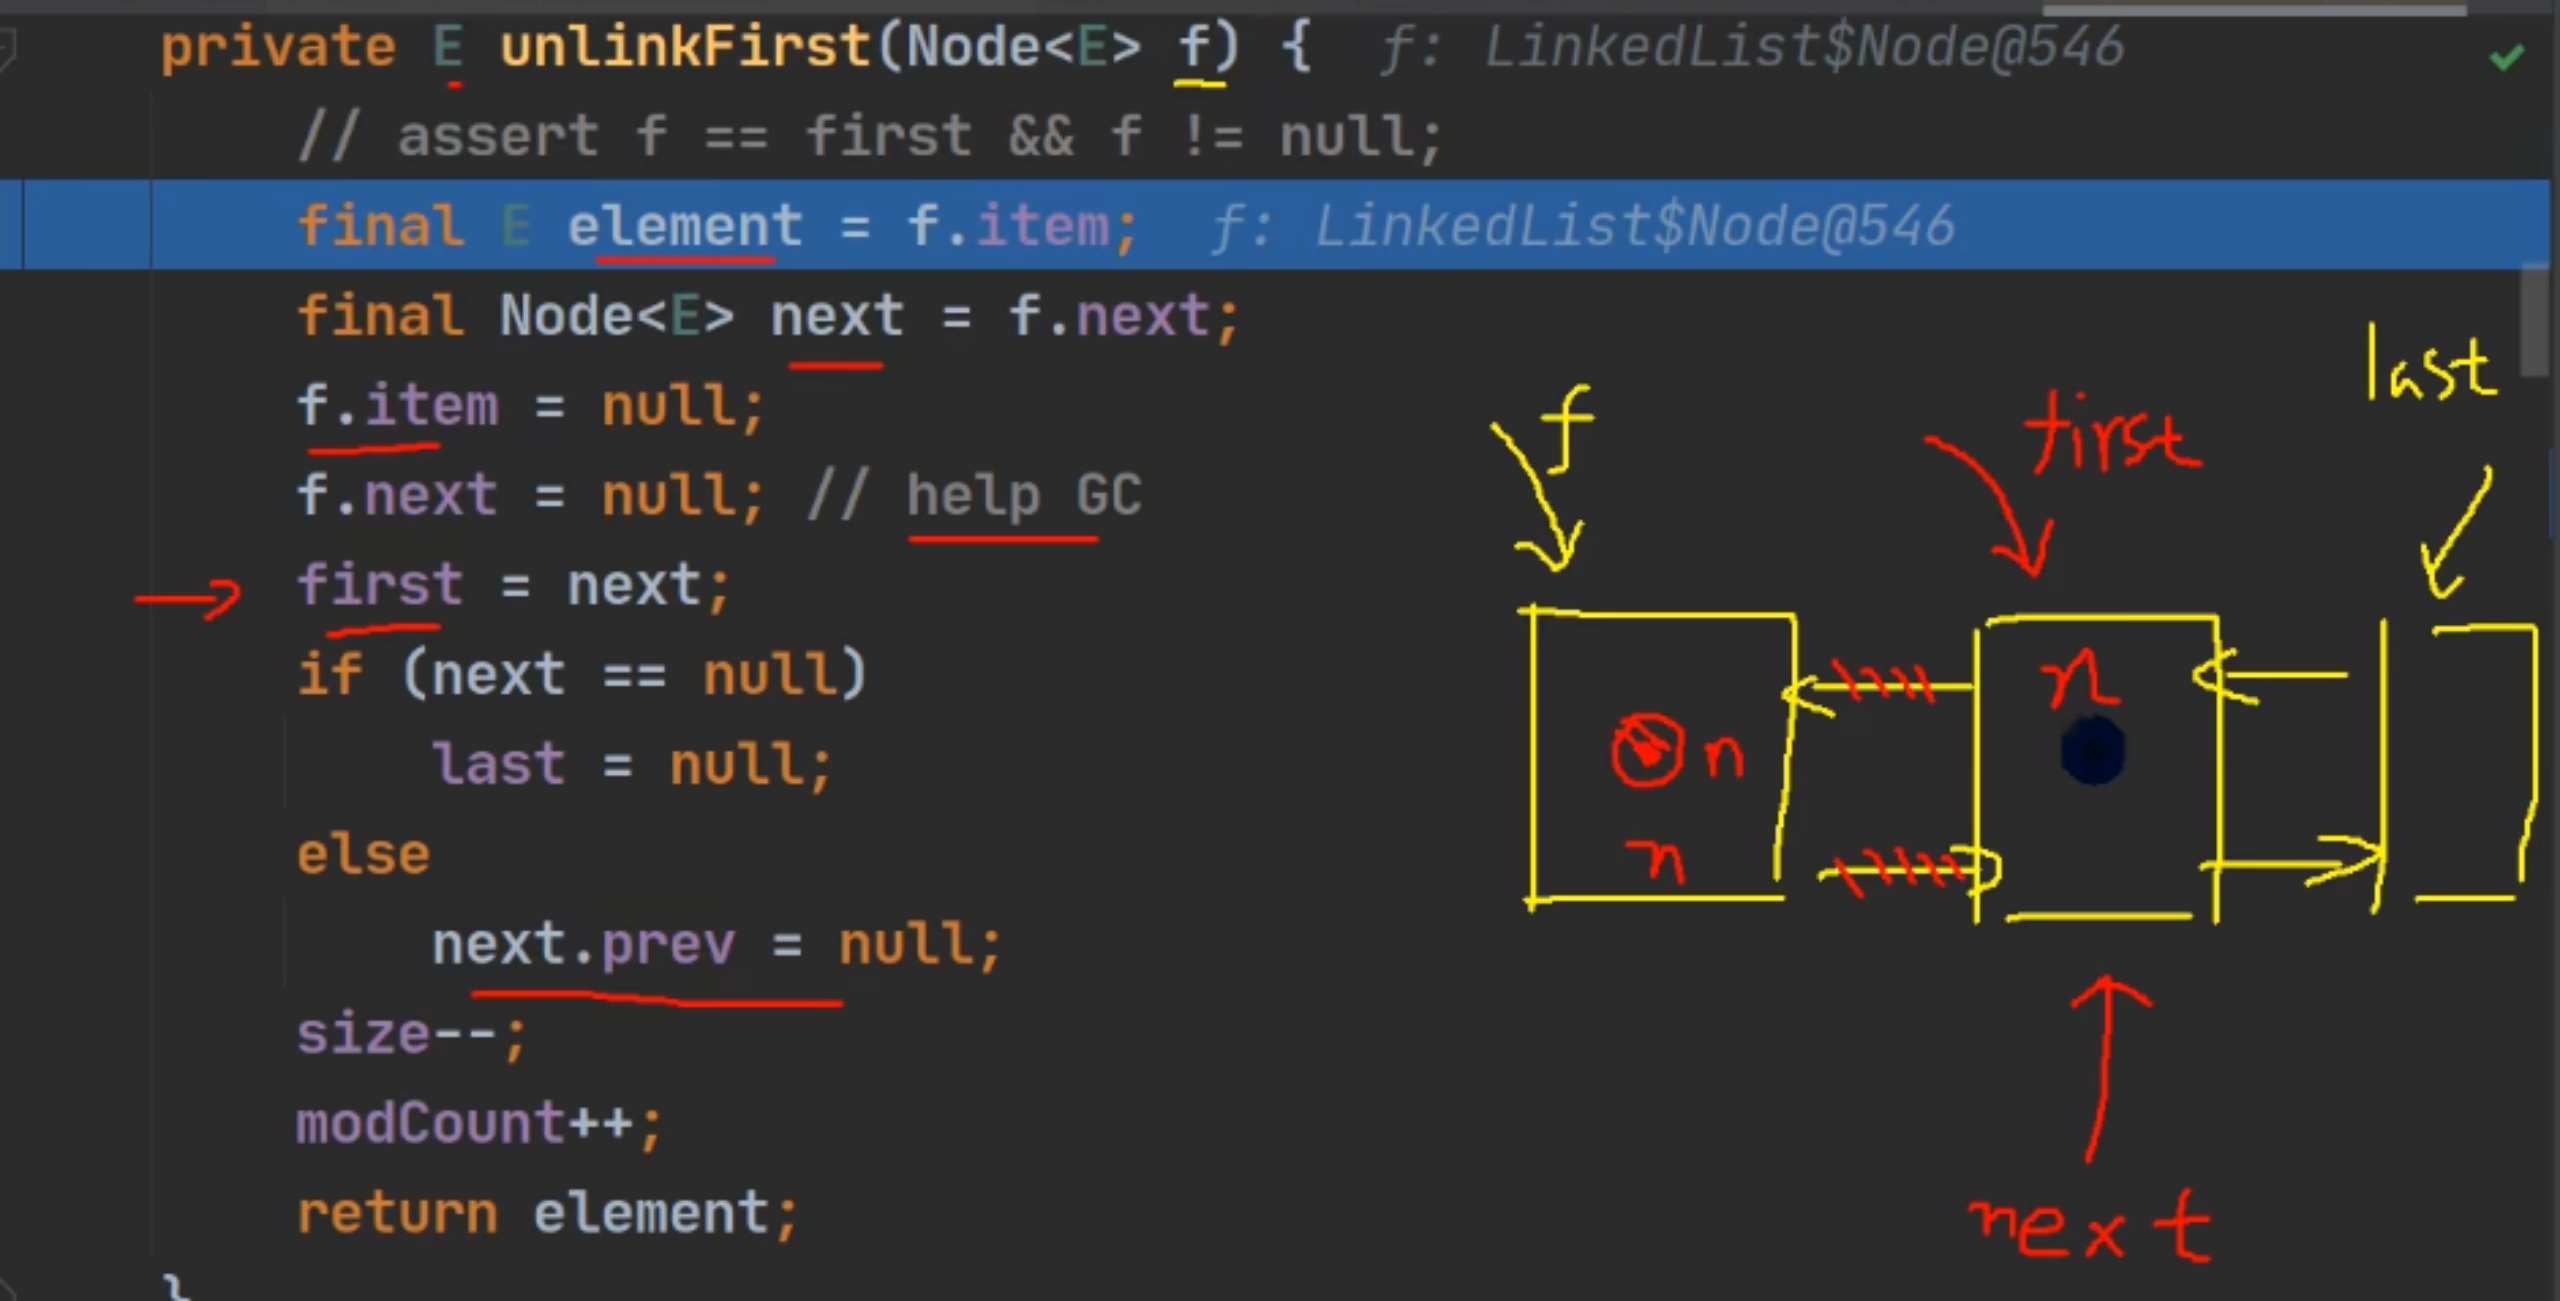 private E unlinkFirst(Node<E> f) {  f: LinkedList$Node@546
// assert f == first && f != null;
final E element = f.item;  f: LinkedList$Node@546
final Node<E> next = f.next;
f.item = null;
f.next = null; // help GC
first = next;
if (next == null)
last = null;
else
next.prev = null;
size--;
modCount++;
return element;
}
f
first
last
n
n
n
next